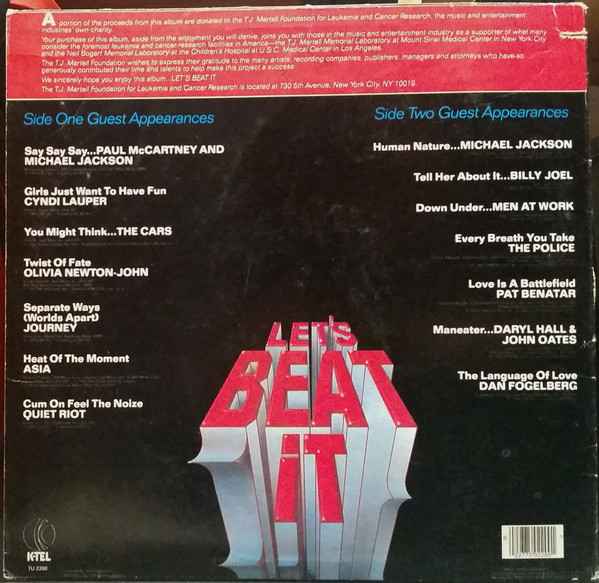 A portion of the proceeds from this album are donated to the T.J. Martell Foundation for Leukemia and Cancer Research, the music and entertainment
industries' own charity.
Your purchase of this album, aside from the enjoyment you will derive, joins you with those in the music and entertainment industry as a supporter of what many
consider the foremost leukemia and cancer research facilities in America—the T.J. Martell Memorial Laboratory at Mount Sinai Medical Center in New York City
and the Neil Bogart Memorial Laboratory at the Children's Hospital at U.S.C. Medical Center in Los Angeles.
The T.J. Martell Foundation wishes to express their gratitude to the many artists, recording companies, publishers, managers and attorneys who have so
generously contributed their time and talents to help make this project a success.
We sincerely hope you enjoy this album...LET'S BEAT IT.
The T.J. Martell Foundation for Leukemia and Cancer Research is located at 730 5th Avenue, New York City, NY 10019.
Side One Guest Appearances
Say Say Say...PAUL McCARTNEY AND
MICHAEL JACKSON
Girls Just Want To Have Fun
CYNDI LAUPER
You Might Think...THE CARS
Twist Of Fate
OLIVIA NEWTON-JOHN
Separate Ways
(Worlds Apart)
JOURNEY
Heat Of The Moment
ASIA
Cum On Feel The Noize
QUIET RIOT
Side Two Guest Appearances
Human Nature...MICHAEL JACKSON
Tell Her About It...BILLY JOEL
Down Under...MEN AT WORK
Every Breath You Take
THE POLICE
Love Is A Battlefield
PAT BENATAR
Maneater...DARYL HALL &
JOHN OATES
The Language Of Love
DAN FOGELBERG
LET'S
BEAT
iT
K-TEL
TU 2200